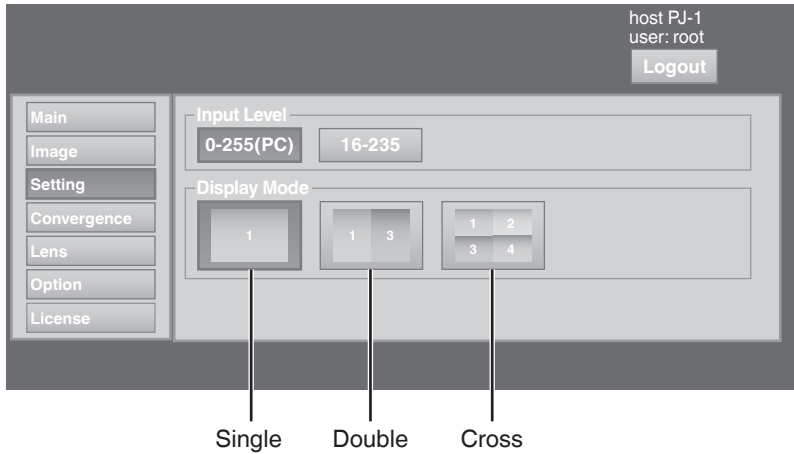 host PJ-1
user: root
Logout
Main
Image
Setting
Convergence
Lens
Option
License
Input Level
0-255(PC)
16-235
Display Mode
1
1 3
1 2
3 4
Single
Double
Cross